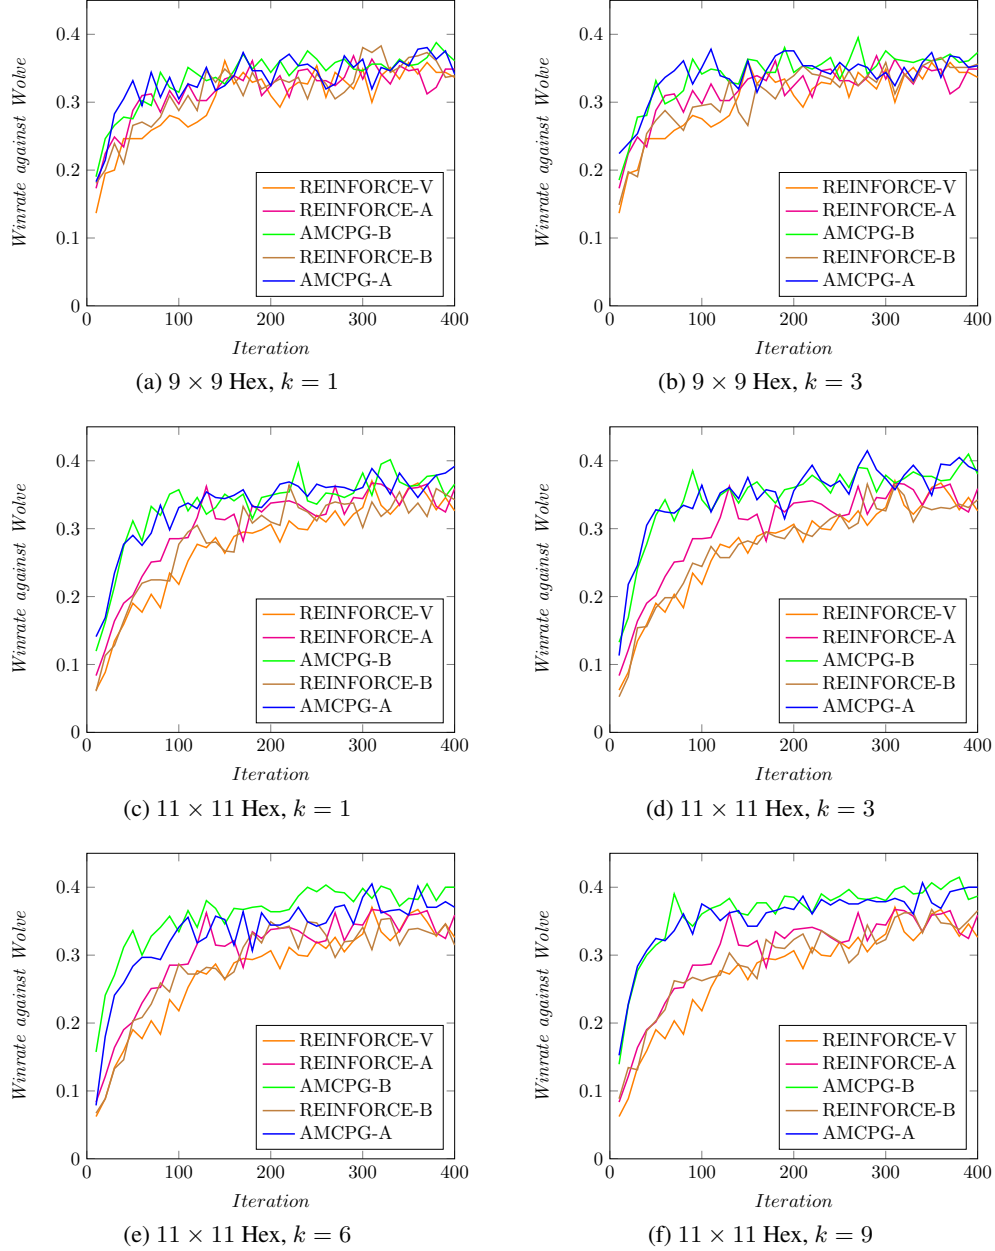 Winrate against Wolve
0.4
0.3
0.2
0.1
0
REINFORCE-V
REINFORCE-A
AMCPG-B
REINFORCE-B
AMCPG-A
0 100 200 300 400
Iteration
(a) 9 × 9 Hex, k = 1
Winrate against Wolve
0.4
0.3
0.2
0.1
0
REINFORCE-V
REINFORCE-A
AMCPG-B
REINFORCE-B
AMCPG-A
0 100 200 300 400
Iteration
(b) 9 × 9 Hex, k = 3
Winrate against Wolve
0.4
0.3
0.2
0.1
0
REINFORCE-V
REINFORCE-A
AMCPG-B
REINFORCE-B
AMCPG-A
0 100 200 300 400
Iteration
(c) 11 × 11 Hex, k = 1
Winrate against Wolve
0.4
0.3
0.2
0.1
0
REINFORCE-V
REINFORCE-A
AMCPG-B
REINFORCE-B
AMCPG-A
0 100 200 300 400
Iteration
(d) 11 × 11 Hex, k = 3
Winrate against Wolve
0.4
0.3
0.2
0.1
0
REINFORCE-V
REINFORCE-A
AMCPG-B
REINFORCE-B
AMCPG-A
0 100 200 300 400
Iteration
(e) 11 × 11 Hex, k = 6
Winrate against Wolve
0.4
0.3
0.2
0.1
0
REINFORCE-V
REINFORCE-A
AMCPG-B
REINFORCE-B
AMCPG-A
0 100 200 300 400
Iteration
(f) 11 × 11 Hex, k = 9